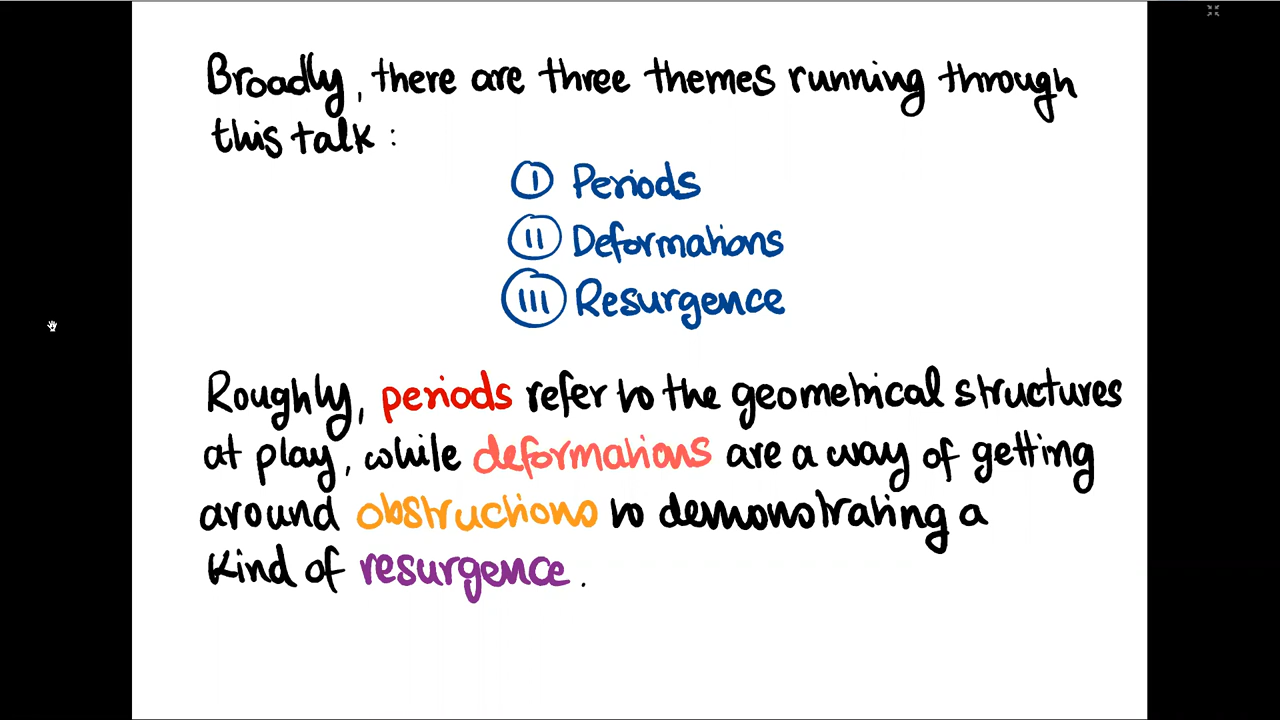 Broadly, there are three themes running through
this talk:
I Periods
II Deformations
III Resurgence
Roughly, periods refer to the geometrical structures
at play, while deformations are a way of getting
around obstructions to demonstrating a
kind of resurgence.